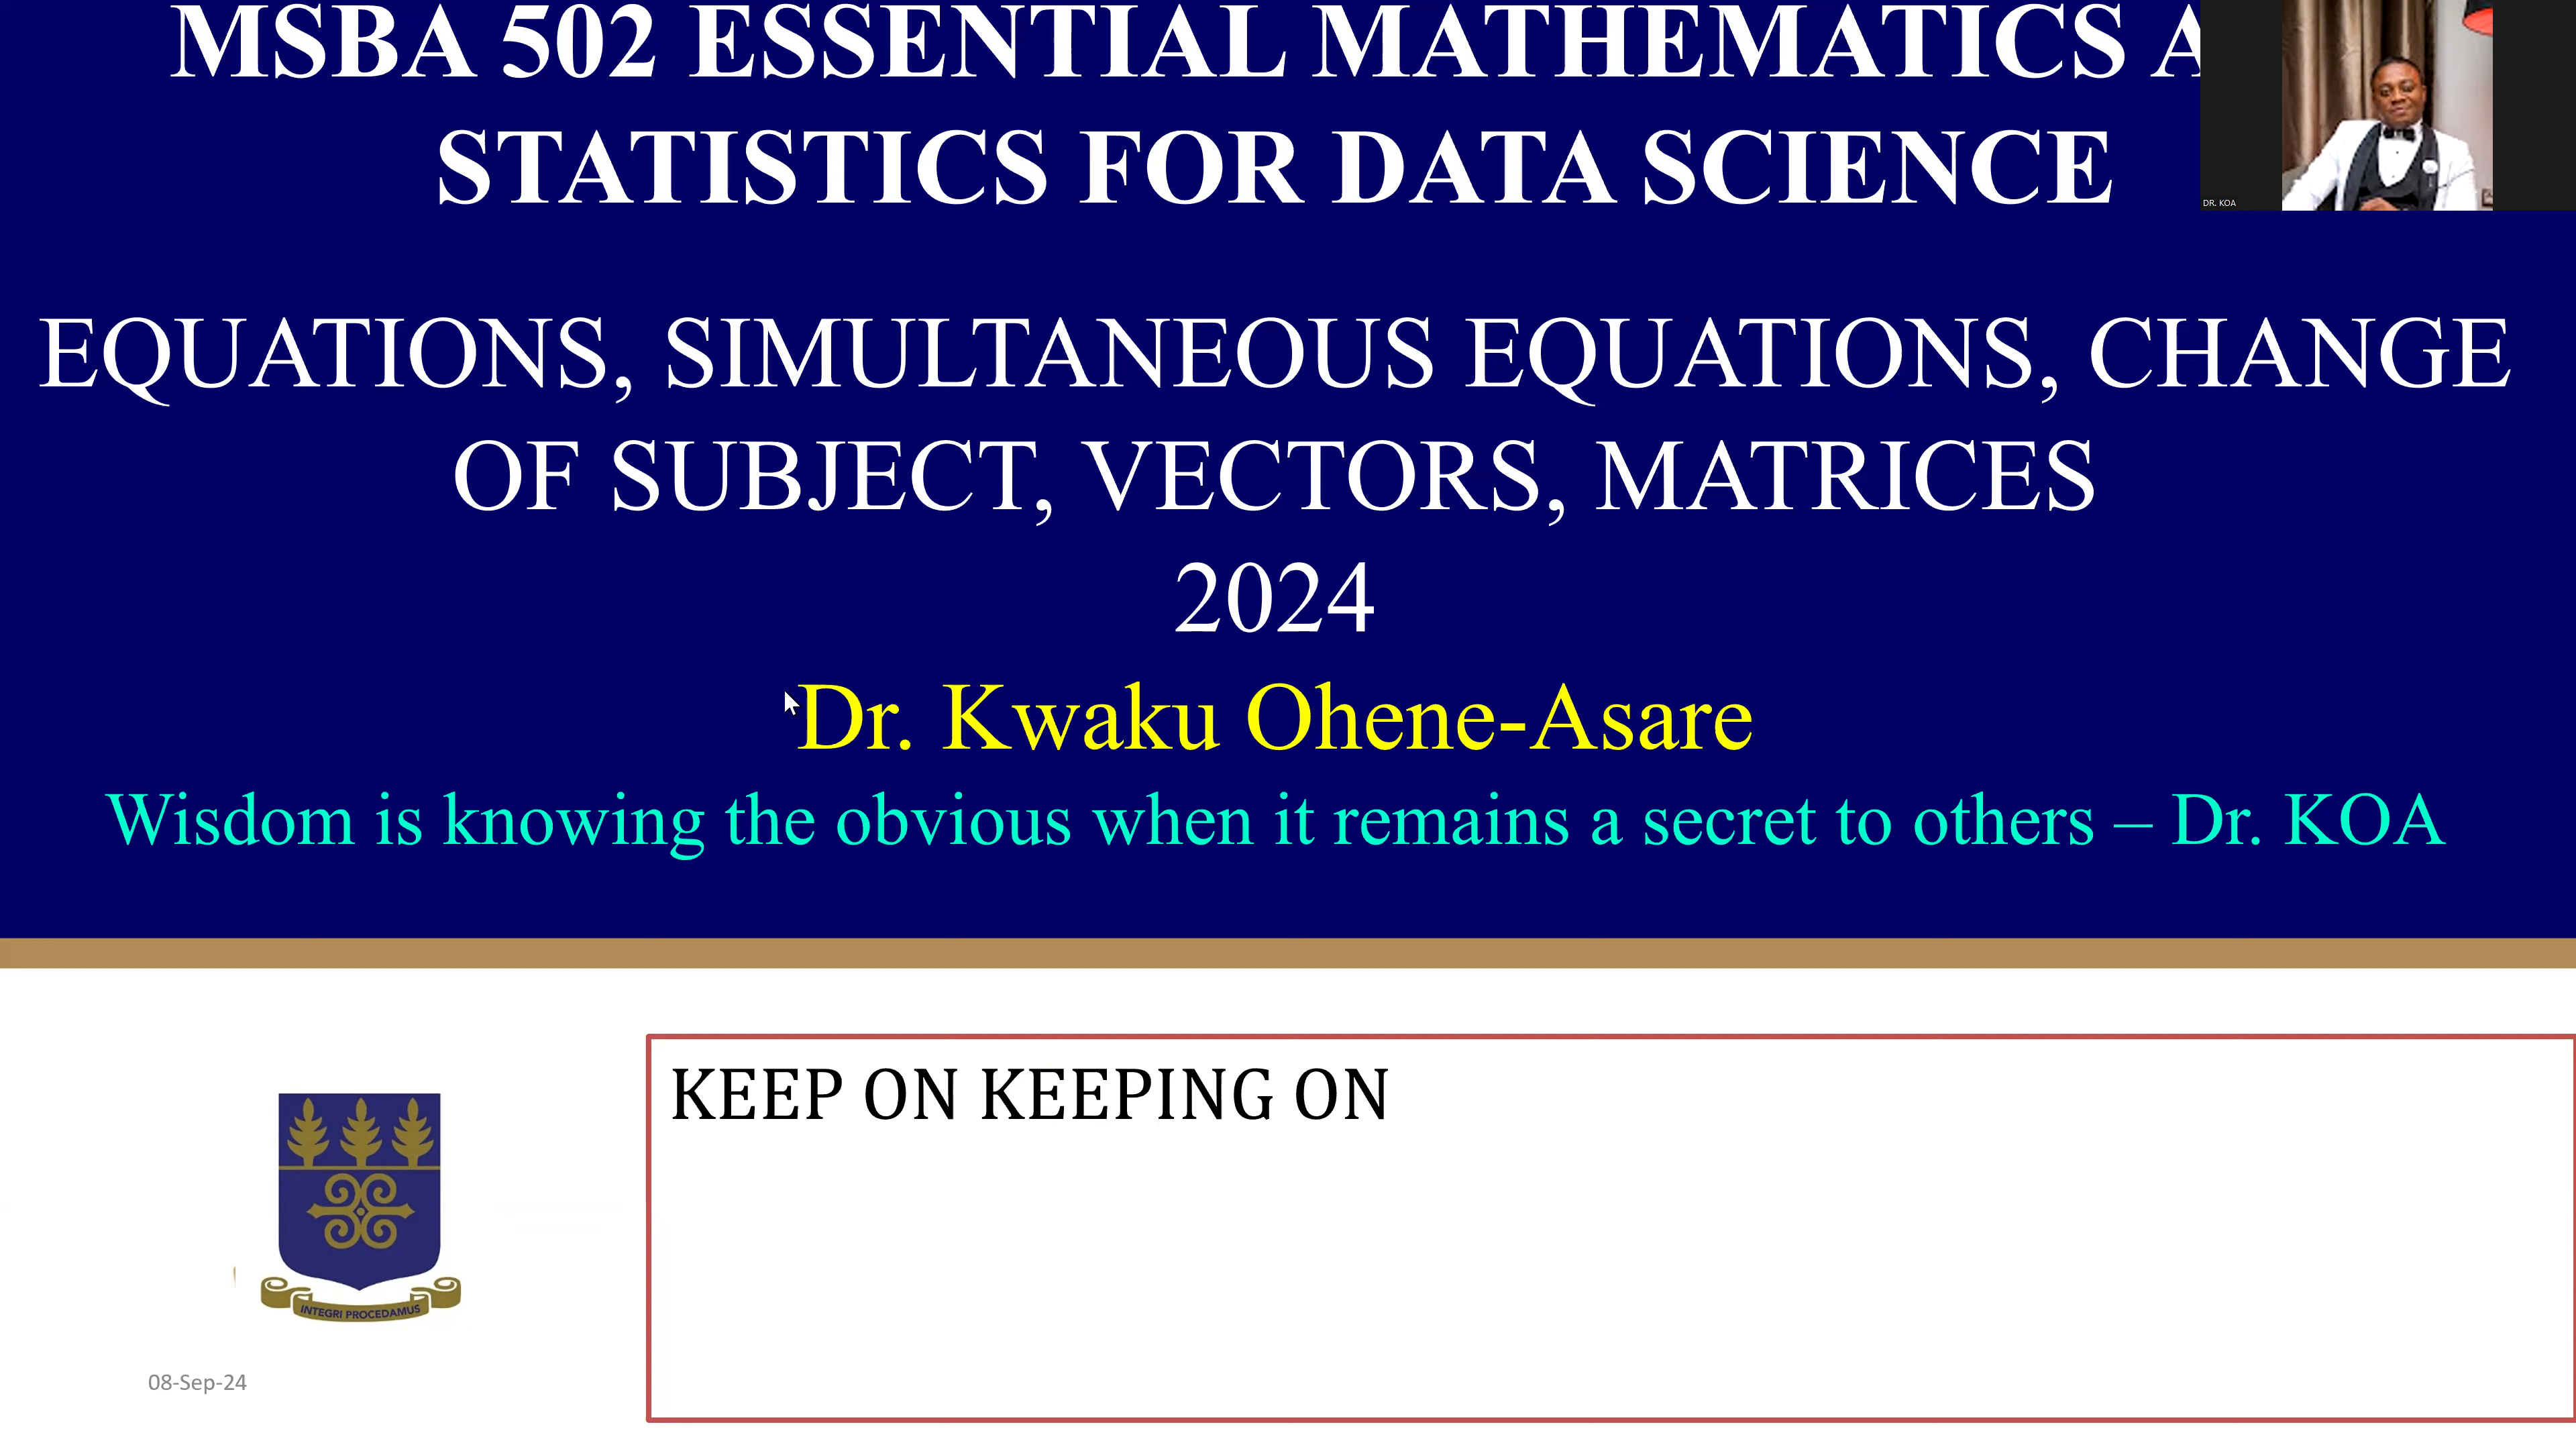 MSBA 502 ESSENTIAL MATHEMATICS A
STATISTICS FOR DATA SCIENCE
DR. KOA
EQUATIONS, SIMULTANEOUS EQUATIONS, CHANGE
OF SUBJECT, VECTORS, MATRICES
2024
Dr. Kwaku Ohene-Asare
Wisdom is knowing the obvious when it remains a secret to others – Dr. KOA
KEEP ON KEEPING ON
INTEGRI PROCEDAMUS
08-Sep-24